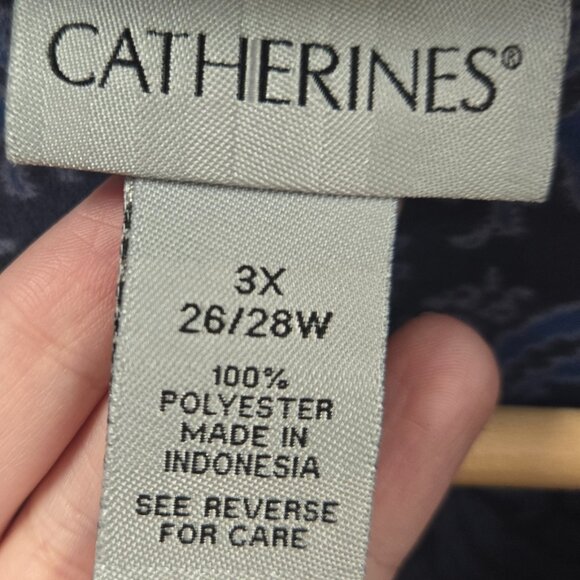 CATHERINES®
3X
26/28W
100%
POLYESTER
MADE IN
INDONESIA
SEE REVERSE
FOR CARE